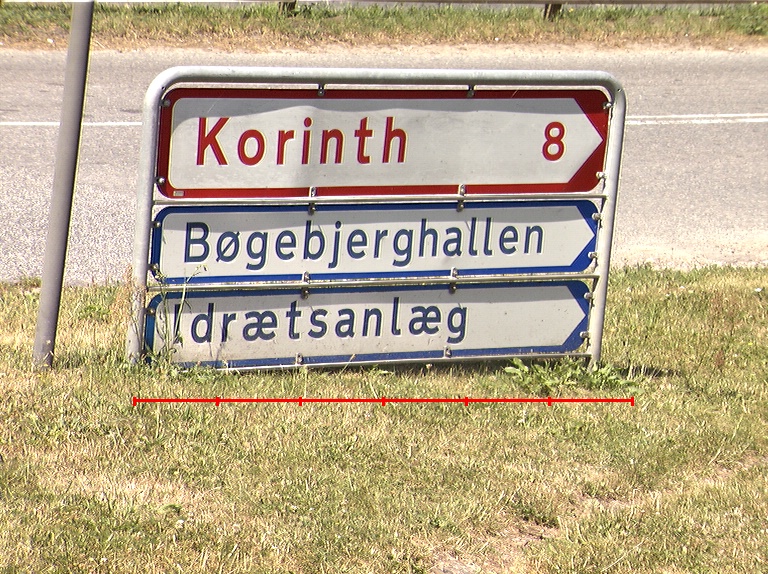 Korinth 8
Bøgebjerghallen
Idrætsanlæg